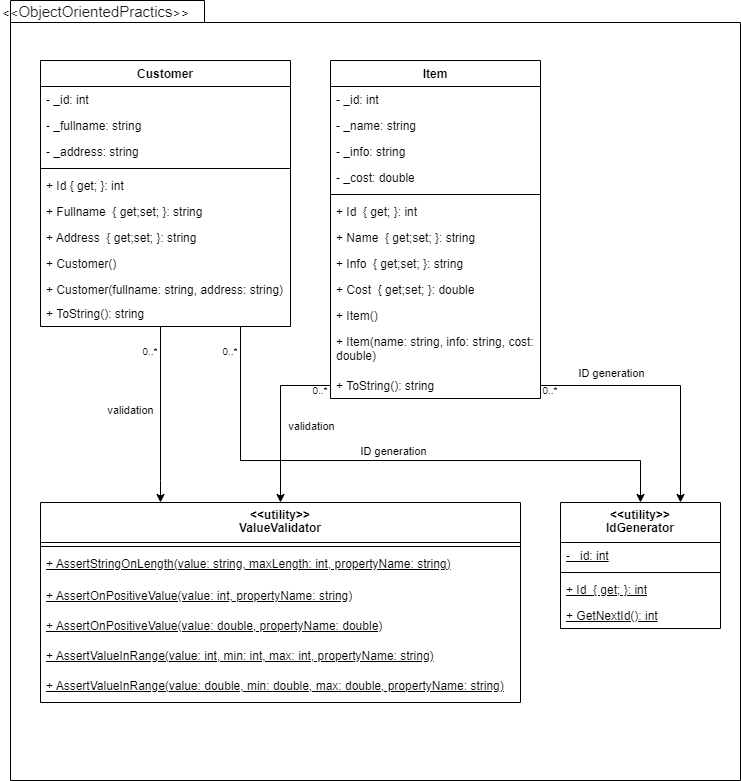 <<ObjectOrientedPractics>>
Customer
- _id: int
- _fullname: string
- _address: string
+ Id { get; }: int
+ Fullname { get;set; }: string
+ Address { get;set; }: string
+ Customer()
+ Customer(fullname: string, address: string)
+ ToString(): string
Item
- _id: int
- _name: string
- _info: string
- _cost: double
+ Id { get; }: int
+ Name { get;set; }: string
+ Info { get;set; }: string
+ Cost { get;set; }: double
+ Item()
+ Item(name: string, info: string, cost:
double)
+ ToString(): string
0..*
0..*
0..*
0..*
ID generation
validation
validation
ID generation
<<utility>>
ValueValidator
+ AssertStringOnLength(value: string, maxLength: int, propertyName: string)
+ AssertOnPositiveValue(value: int, propertyName: string)
+ AssertOnPositiveValue(value: double, propertyName: double)
+ AssertValueInRange(value: int, min: int, max: int, propertyName: string)
+ AssertValueInRange(value: double, min: double, max: double, propertyName: string)
<<utility>>
IdGenerator
- _id: int
+ Id { get; }: int
+ GetNextId(): int